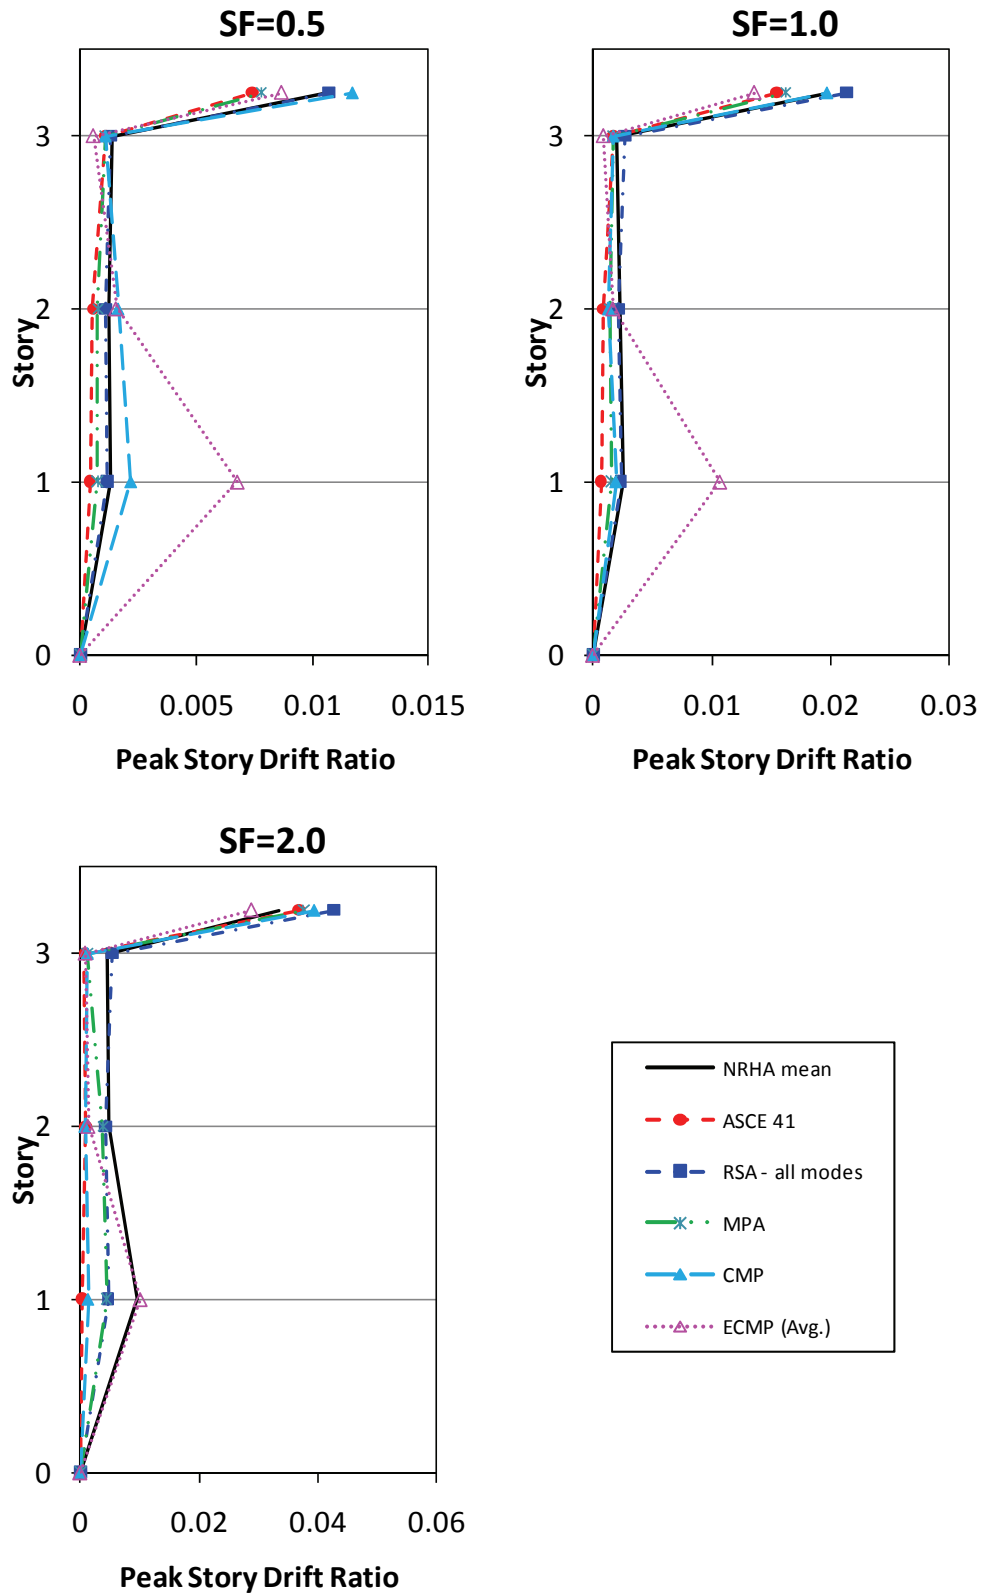 SF=0.5
3
2
1
0
Story
0 0.005 0.01 0.015
Peak Story Drift Ratio
SF=1.0
3
2
1
0
Story
0 0.01 0.02 0.03
Peak Story Drift Ratio
SF=2.0
3
2
1
0
Story
0 0.02 0.04 0.06
Peak Story Drift Ratio
NRHA mean
ASCE 41
RSA - all modes
MPA
CMP
ECMP (Avg.)